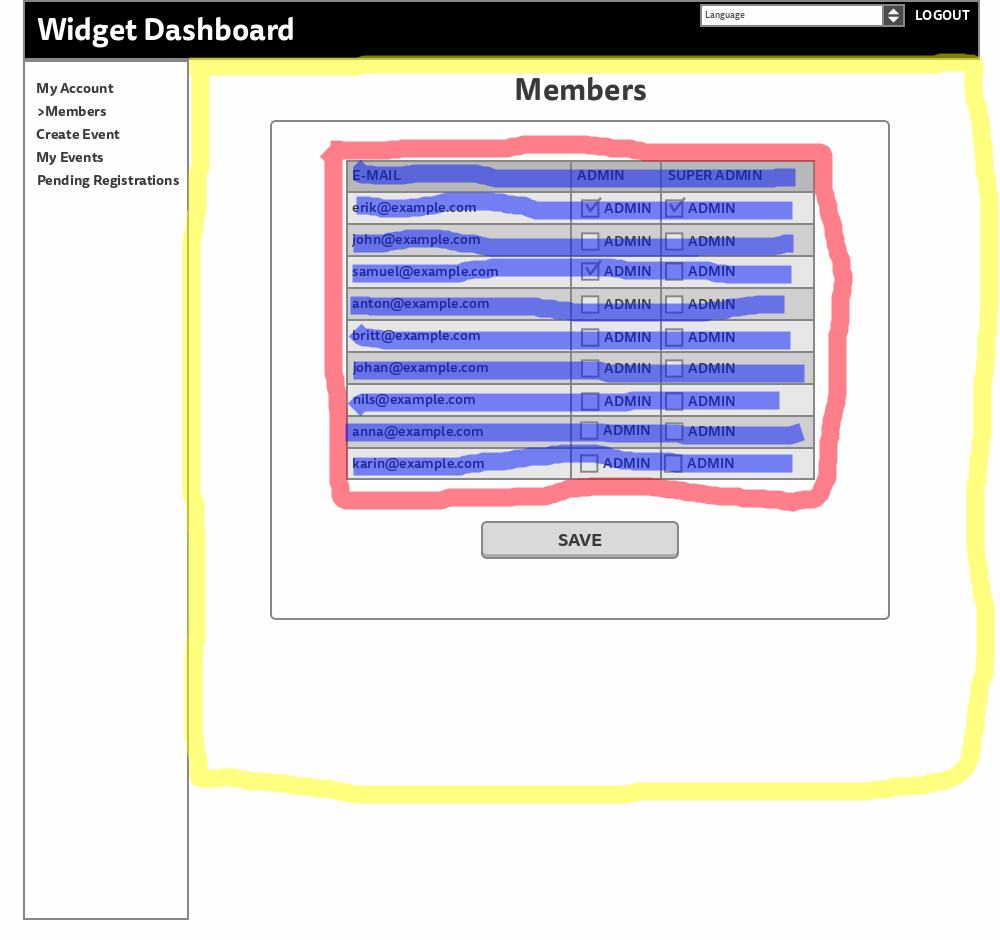 Widget Dashboard
Language
LOGOUT
My Account
>Members
Create Event
My Events
Pending Registrations
Members
E-MAIL ADMIN SUPER ADMIN
erik@example.com ADMIN ADMIN
john@example.com ADMIN ADMIN
samuel@example.com ADMIN ADMIN
anton@example.com ADMIN ADMIN
britt@example.com ADMIN ADMIN
johan@example.com ADMIN ADMIN
nils@example.com ADMIN ADMIN
anna@example.com ADMIN ADMIN
karin@example.com ADMIN ADMIN
SAVE